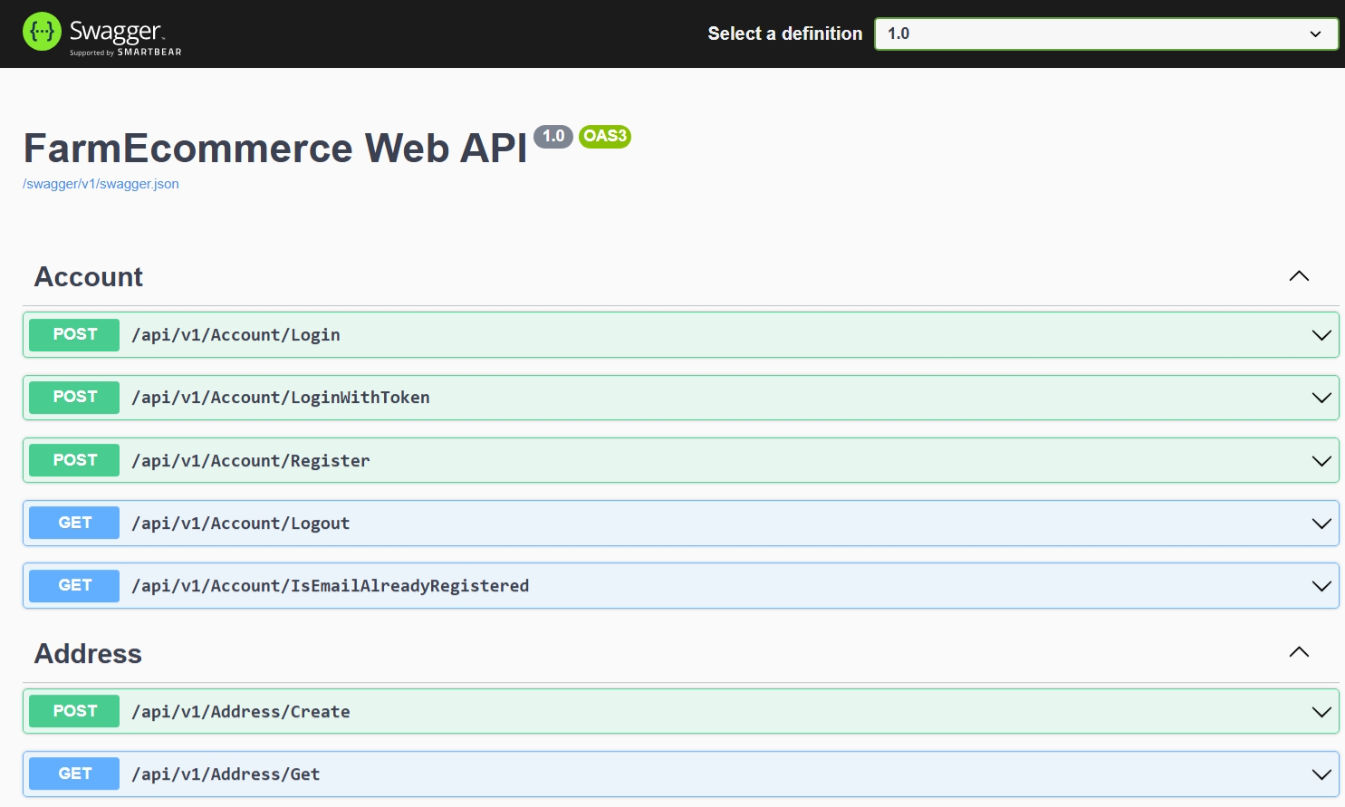 {···} Swagger™
Supported by SMARTBEAR
Select a definition 1.0
FarmEcommerce Web API 1.0 OAS3
/swagger/v1/swagger.json
Account
POST /api/v1/Account/Login
POST /api/v1/Account/LoginWithToken
POST /api/v1/Account/Register
GET /api/v1/Account/Logout
GET /api/v1/Account/IsEmailAlreadyRegistered
Address
POST /api/v1/Address/Create
GET /api/v1/Address/Get